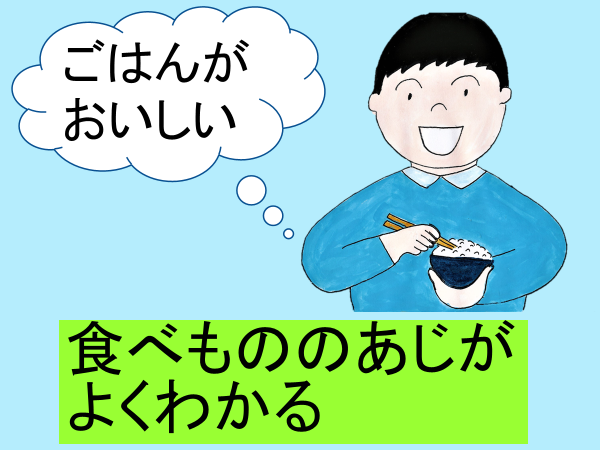 ごはんが
おいしい
食べもののあじが
よくわかる